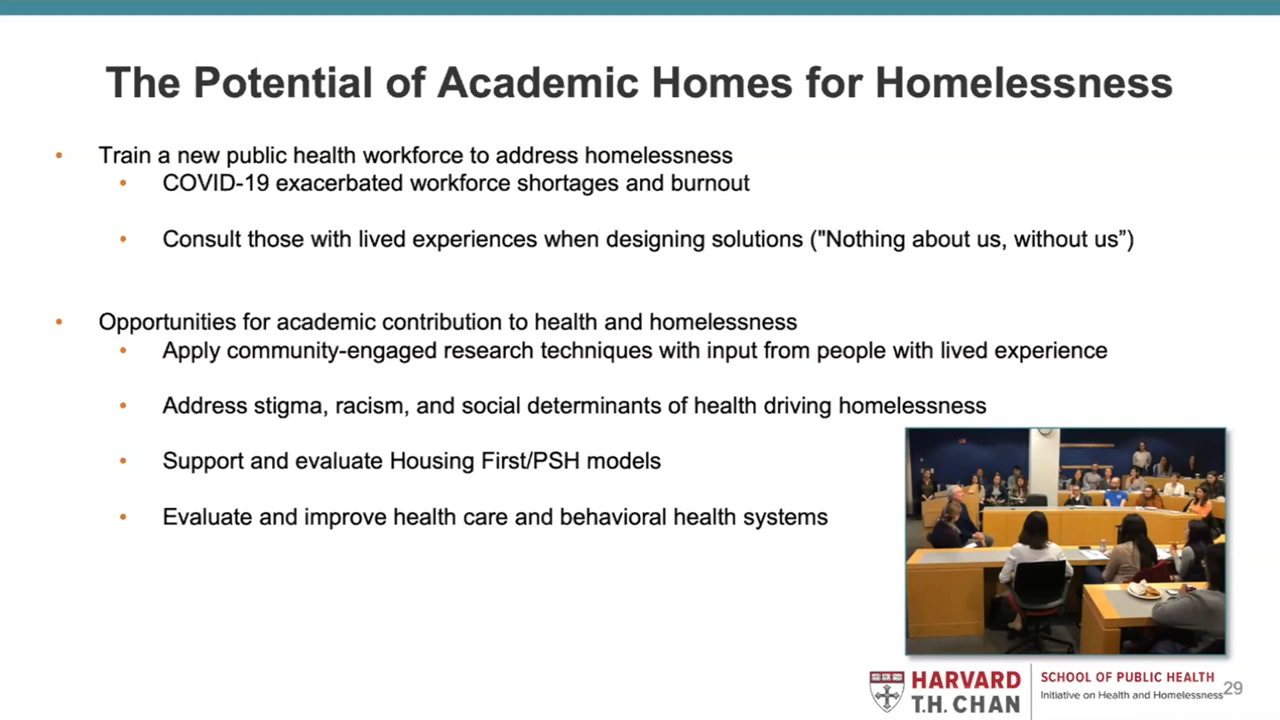 The Potential of Academic Homes for Homelessness
• Train a new public health workforce to address homelessness
• COVID-19 exacerbated workforce shortages and burnout
• Consult those with lived experiences when designing solutions ("Nothing about us, without us”)
• Opportunities for academic contribution to health and homelessness
• Apply community-engaged research techniques with input from people with lived experience
• Address stigma, racism, and social determinants of health driving homelessness
• Support and evaluate Housing First/PSH models
• Evaluate and improve health care and behavioral health systems
HARVARD
T.H. CHAN
SCHOOL OF PUBLIC HEALTH
Initiative on Health and Homelessness
29